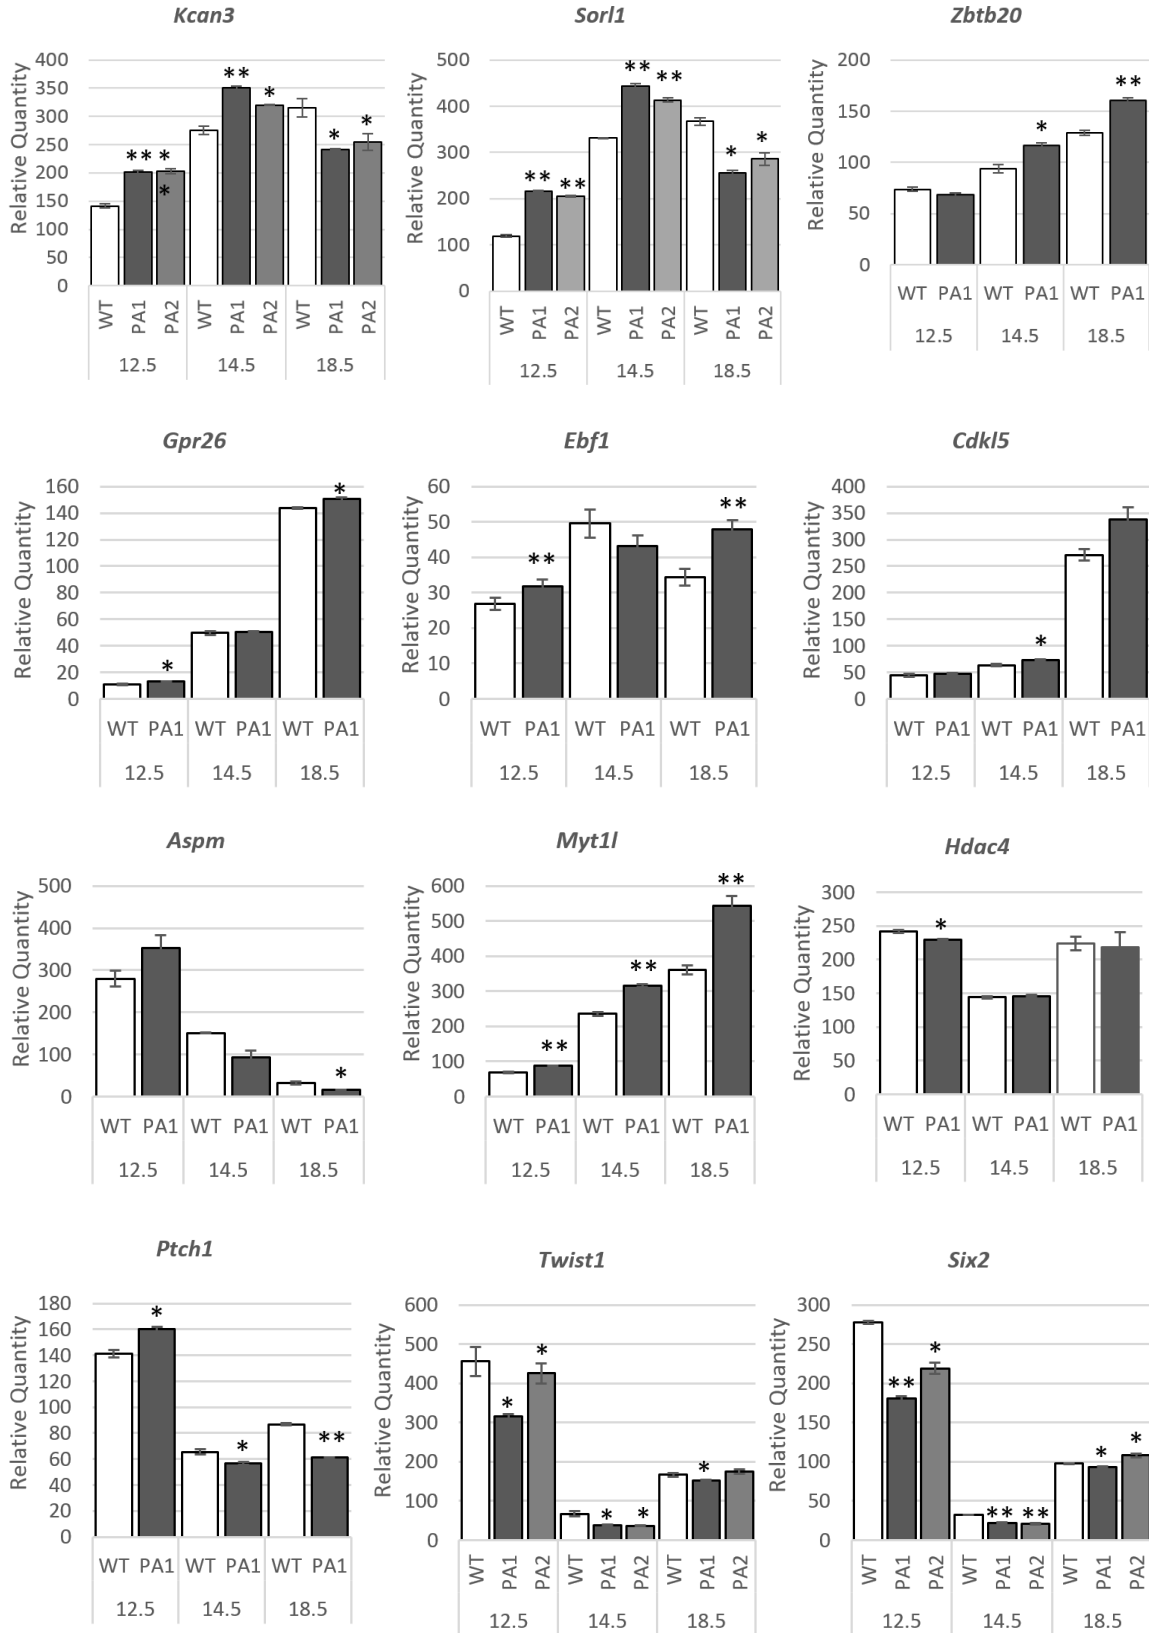 Kcan3
Relative Quantity
400
350
300
250
200
150
100
50
0
** * * ** * * *
WT PA1 PA2 WT PA1 PA2 WT PA1 PA2
12.5 14.5 18.5
Sorl1
Relative Quantity
500
400
300
200
100
0
** ** ** ** * *
WT PA1 PA2 WT PA1 PA2 WT PA1 PA2
12.5 14.5 18.5
Zbtb20
Relative Quantity
200
150
100
50
0
* **
WT PA1 WT PA1 WT PA1
12.5 14.5 18.5
Gpr26
Relative Quantity
160
140
120
100
80
60
40
20
0
* *
WT PA1 WT PA1 WT PA1
12.5 14.5 18.5
Ebf1
Relative Quantity
60
50
40
30
20
10
0
** **
WT PA1 WT PA1 WT PA1
12.5 14.5 18.5
Cdkl5
Relative Quantity
400
350
300
250
200
150
100
50
0
*
WT PA1 WT PA1 WT PA1
12.5 14.5 18.5
Aspm
Relative Quantity
500
400
300
200
100
0
*
WT PA1 WT PA1 WT PA1
12.5 14.5 18.5
Myt1l
Relative Quantity
600
500
400
300
200
100
0
** ** **
WT PA1 WT PA1 WT PA1
12.5 14.5 18.5
Hdac4
Relative Quantity
300
250
200
150
100
50
0
*
WT PA1 WT PA1 WT PA1
12.5 14.5 18.5
Ptch1
Relative Quantity
180
160
140
120
100
80
60
40
20
0
* * **
WT PA1 WT PA1 WT PA1
12.5 14.5 18.5
Twist1
Relative Quantity
600
500
400
300
200
100
0
* * * * *
WT PA1 PA2 WT PA1 PA2 WT PA1 PA2
12.5 14.5 18.5
Six2
Relative Quantity
300
250
200
150
100
50
0
** * ** ** * *
WT PA1 PA2 WT PA1 PA2 WT PA1 PA2
12.5 14.5 18.5